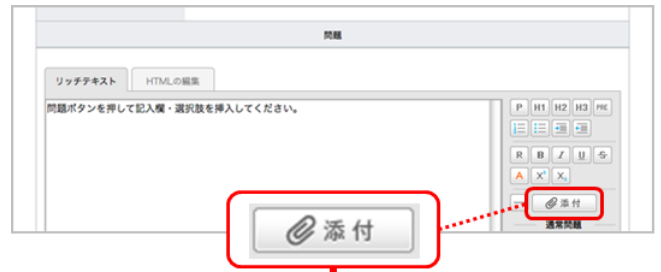 問題
リッチテキスト HTMLの編集
問題ボタンを押して記入欄・選択肢を挿入してください。
P H1 H2 H3 PRE
R B I U S
A X² X₂
添付
通常問題
添付